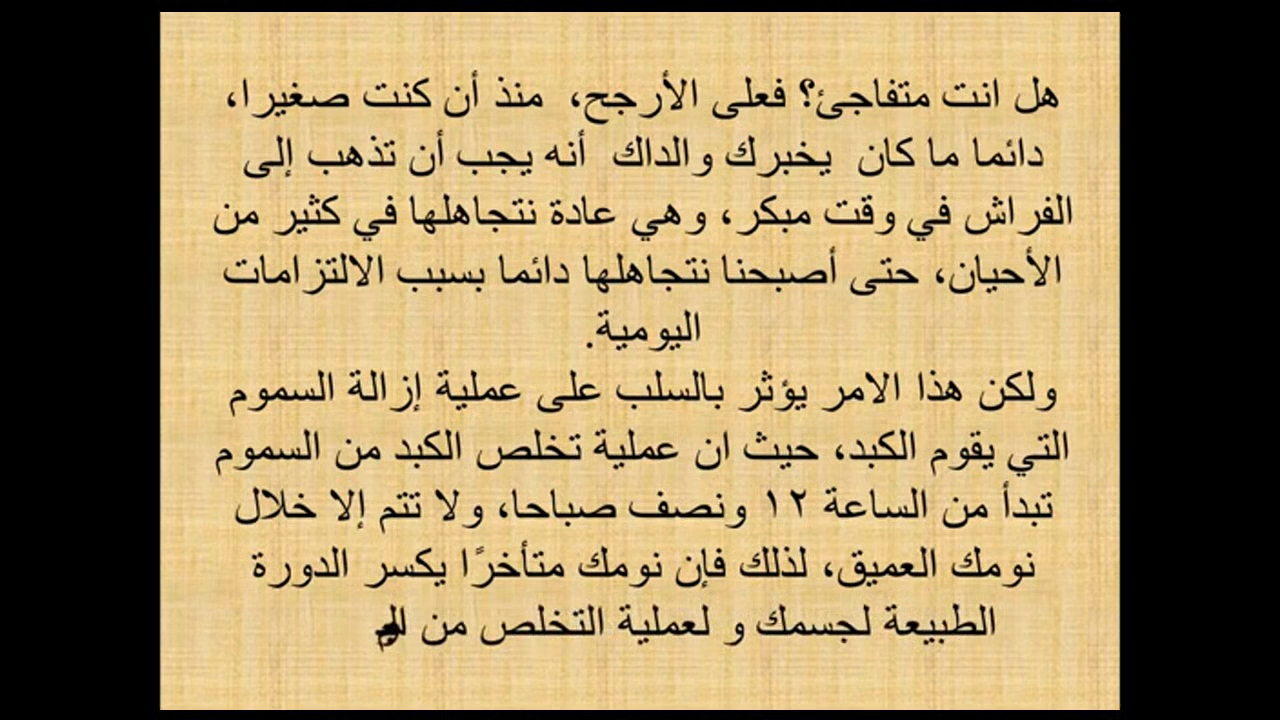 هل انت متفاجئ؟ فعلى الأرجح، منذ أن كنت صغيرا،
دائما ما كان يخبرك والداك أنه يجب أن تذهب إلى
الفراش في وقت مبكر، وهي عادة نتجاهلها في كثير من
الأحيان، حتى أصبحنا نتجاهلها دائما بسبب الالتزامات
اليومية.
ولكن هذا الامر يؤثر بالسلب على عملية إزالة السموم
التي يقوم الكبد، حيث ان عملية تخلص الكبد من السموم
تبدأ من الساعة ١٢ ونصف صباحا، ولا تتم إلا خلال
نومك العميق، لذلك فإن نومك متأخرًا يكسر الدورة
الطبيعة لجسمك و لعملية التخلص من